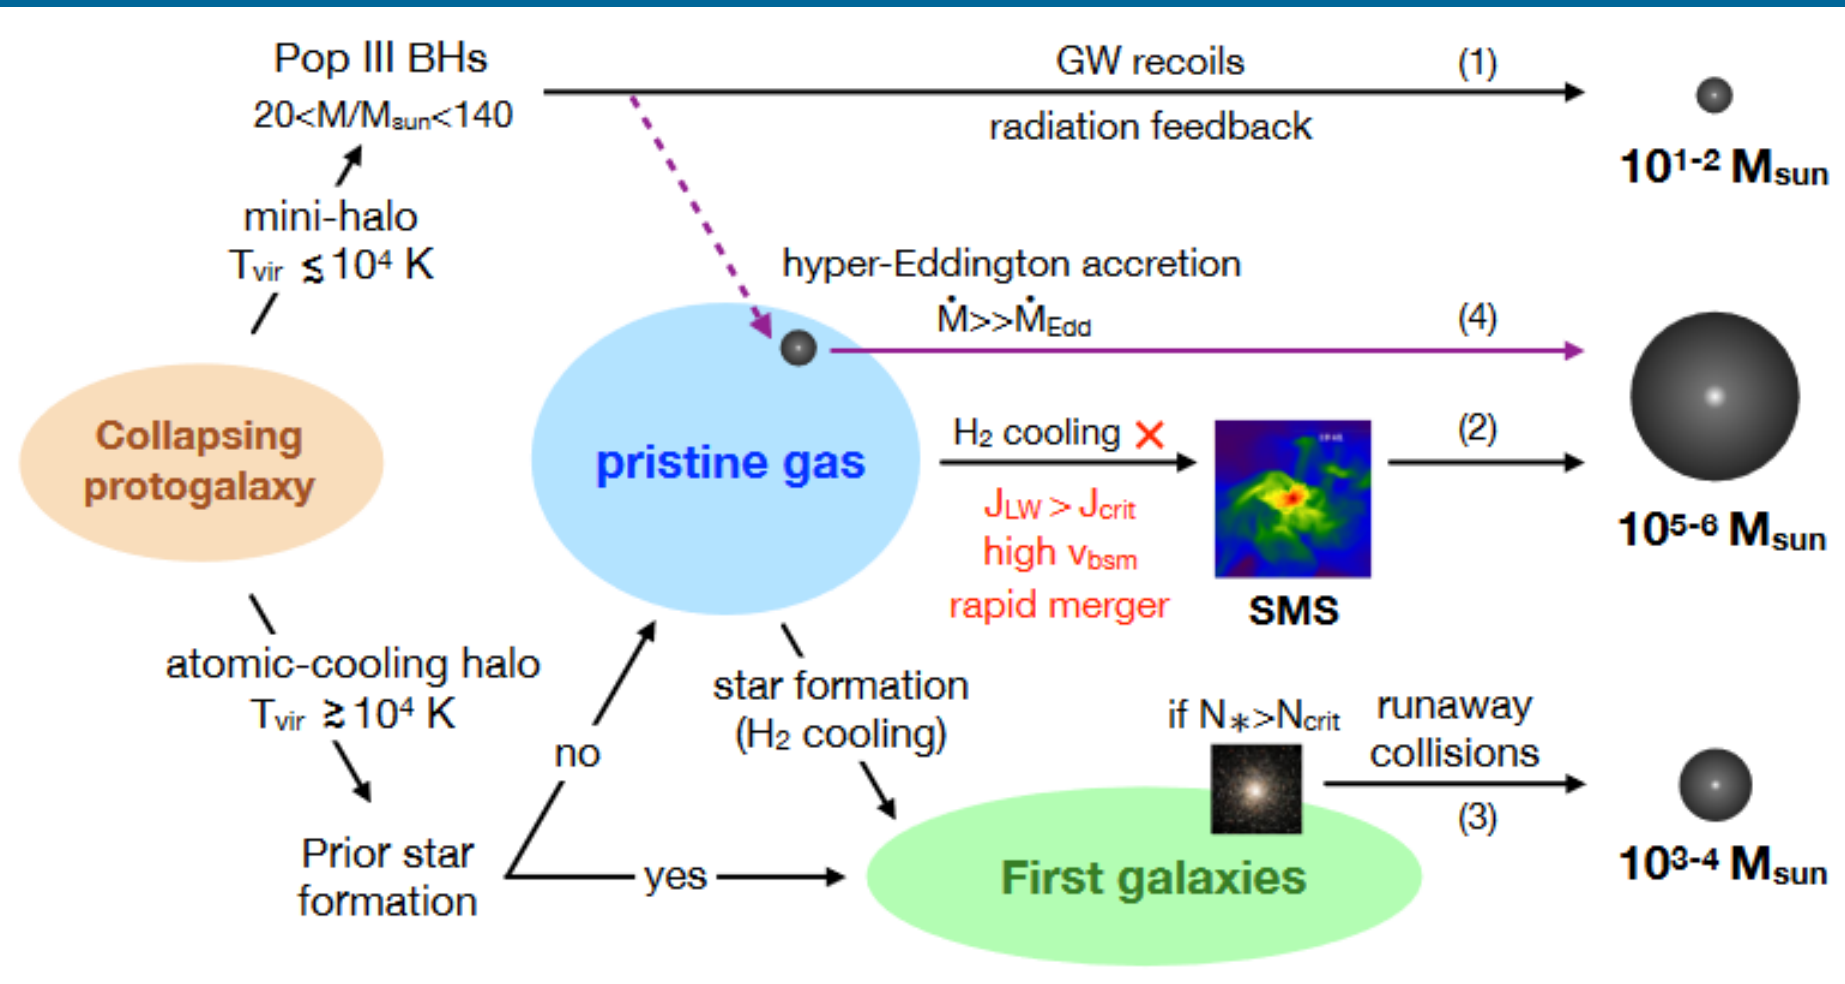 Pop III BHs
20<M/Msun<140
GW recoils
(1)
radiation feedback
10¹⁻² Msun
mini-halo
Tvir ≲ 10⁴ K
hyper-Eddington accretion
Ṁ>>ṀEdd
(4)
Collapsing
protogalaxy
pristine gas
H₂ cooling ×
(2)
JLW > Jcrit
high vbsm
rapid merger
SMS
10⁵⁻⁶ Msun
atomic-cooling halo
Tvir ≳ 10⁴ K
star formation
(H₂ cooling)
no
if N∗>Ncrit
runaway
collisions
(3)
Prior star
formation
yes
First galaxies
10³⁻⁴ Msun